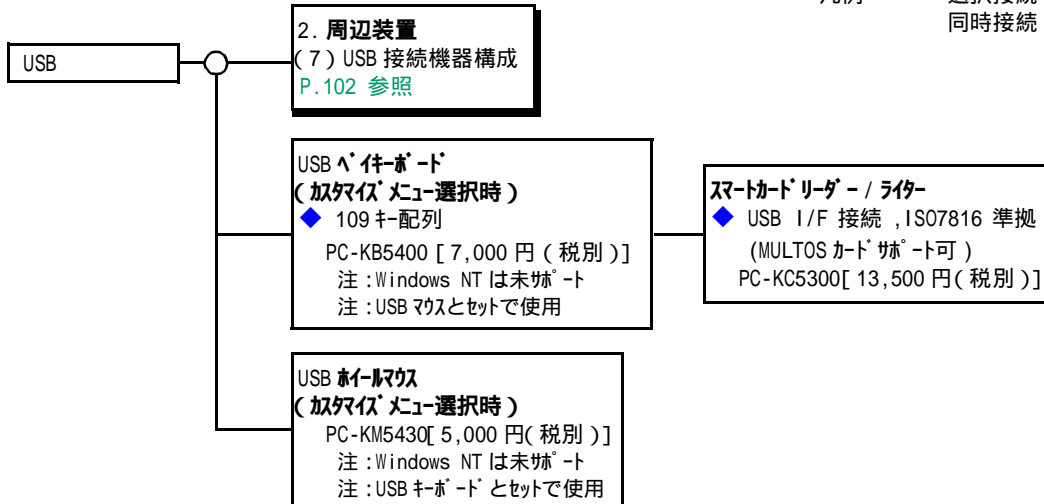 選択接続
同時接続
USB
2. 周辺装置
(7) USB 接続機器構成
P.102 参照
USB ベイキーボード
(カスタマイズメニュー選択時)
◆ 109 キー配列
PC-KB5400 [7,000 円(税別)]
注:Windows NT は未サポート
注:USB マウスとセットで使用
スマートカードリーダー / ライター
◆ USB I/F 接続 ,ISO7816 準拠
(MULTOS カードサポート可)
PC-KC5300[13,500 円(税別)]
USB ホイールマウス
(カスタマイズメニュー選択時)
PC-KM5430[5,000 円(税別)]
注:Windows NT は未サポート
注:USB キーボードとセットで使用